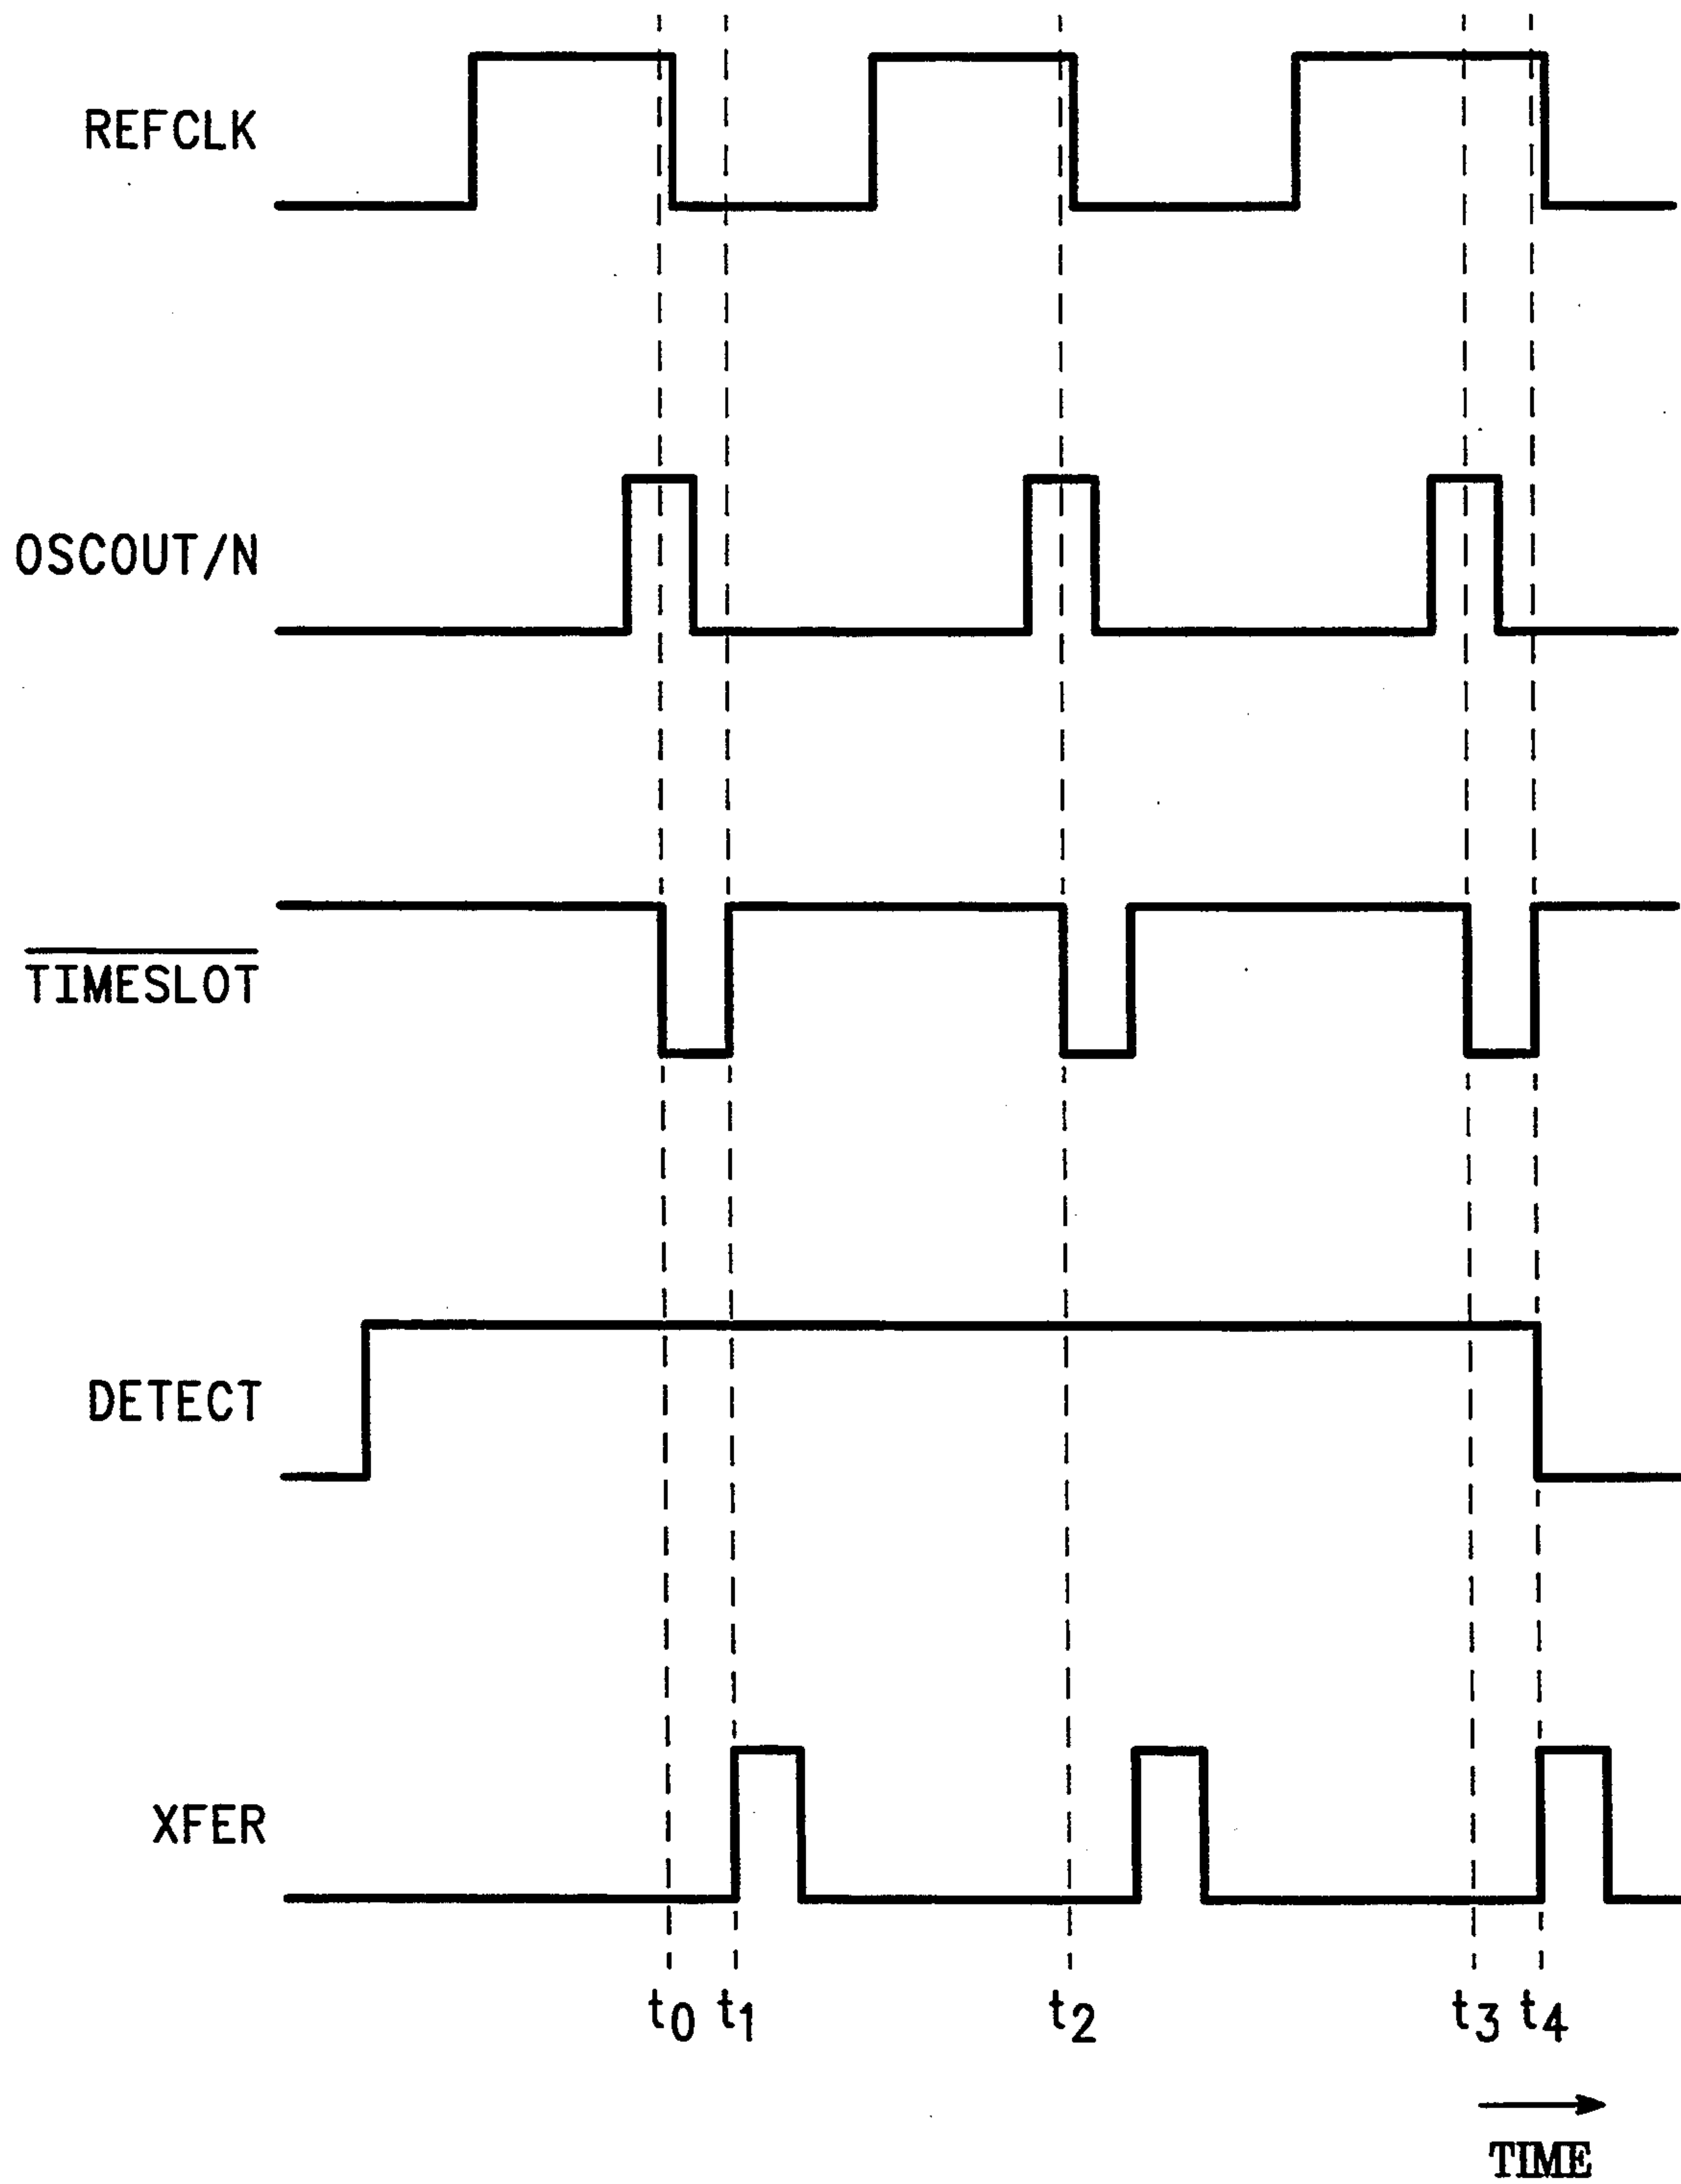 REFCLK
OSCOUT/N
TIMESLOT
DETECT
XFER
t0 t1 t2 t3 t4
TIME